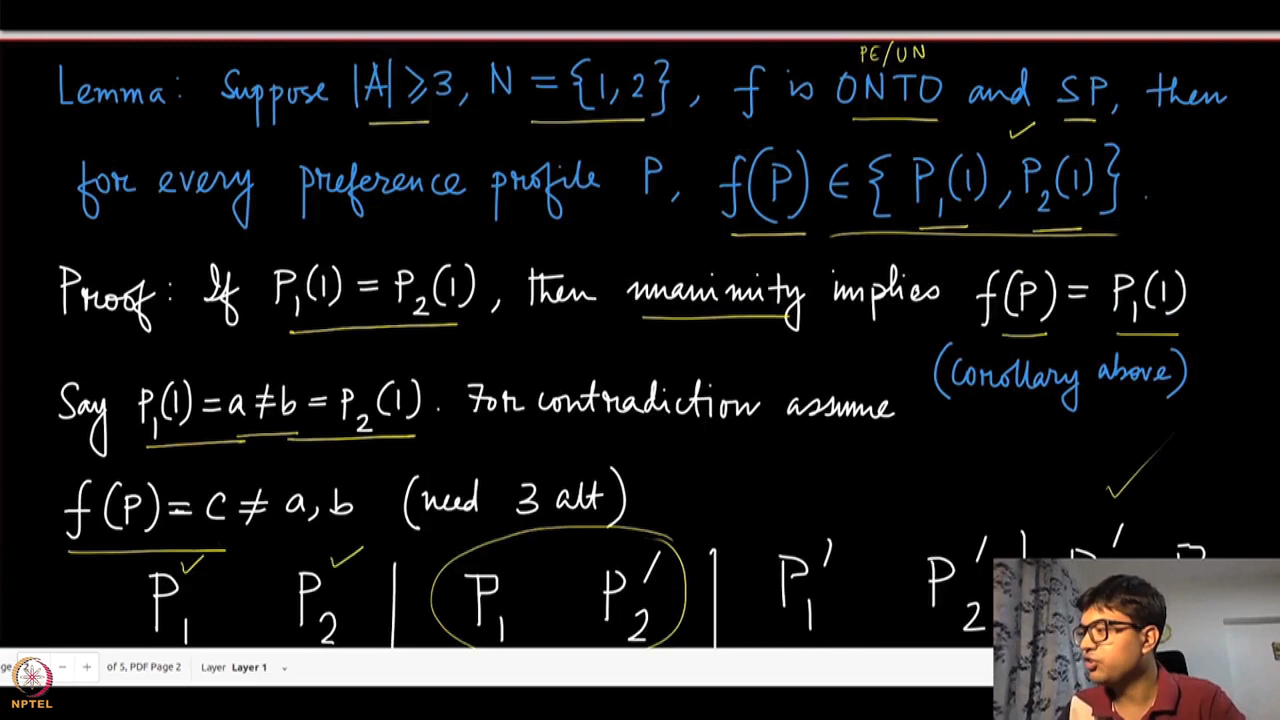 PE/UN
Lemma: Suppose |A| ≥ 3, N = {1, 2}, f is ONTO and SP, then
for every preference profile P, f(P) ∈ {P₁(1), P₂(1)}.
Proof: If P₁(1) = P₂(1), then unanimity implies f(P) = P₁(1)
(Corollary above)
Say P₁(1) = a ≠ b = P₂(1). For contradiction assume
f(P) = c ≠ a, b (need 3 alt)
P₁ P₂ | P₁ P₂′ | P₁′ P₂′ |
of 5, PDF Page 2 Layer Layer 1
NPTEL